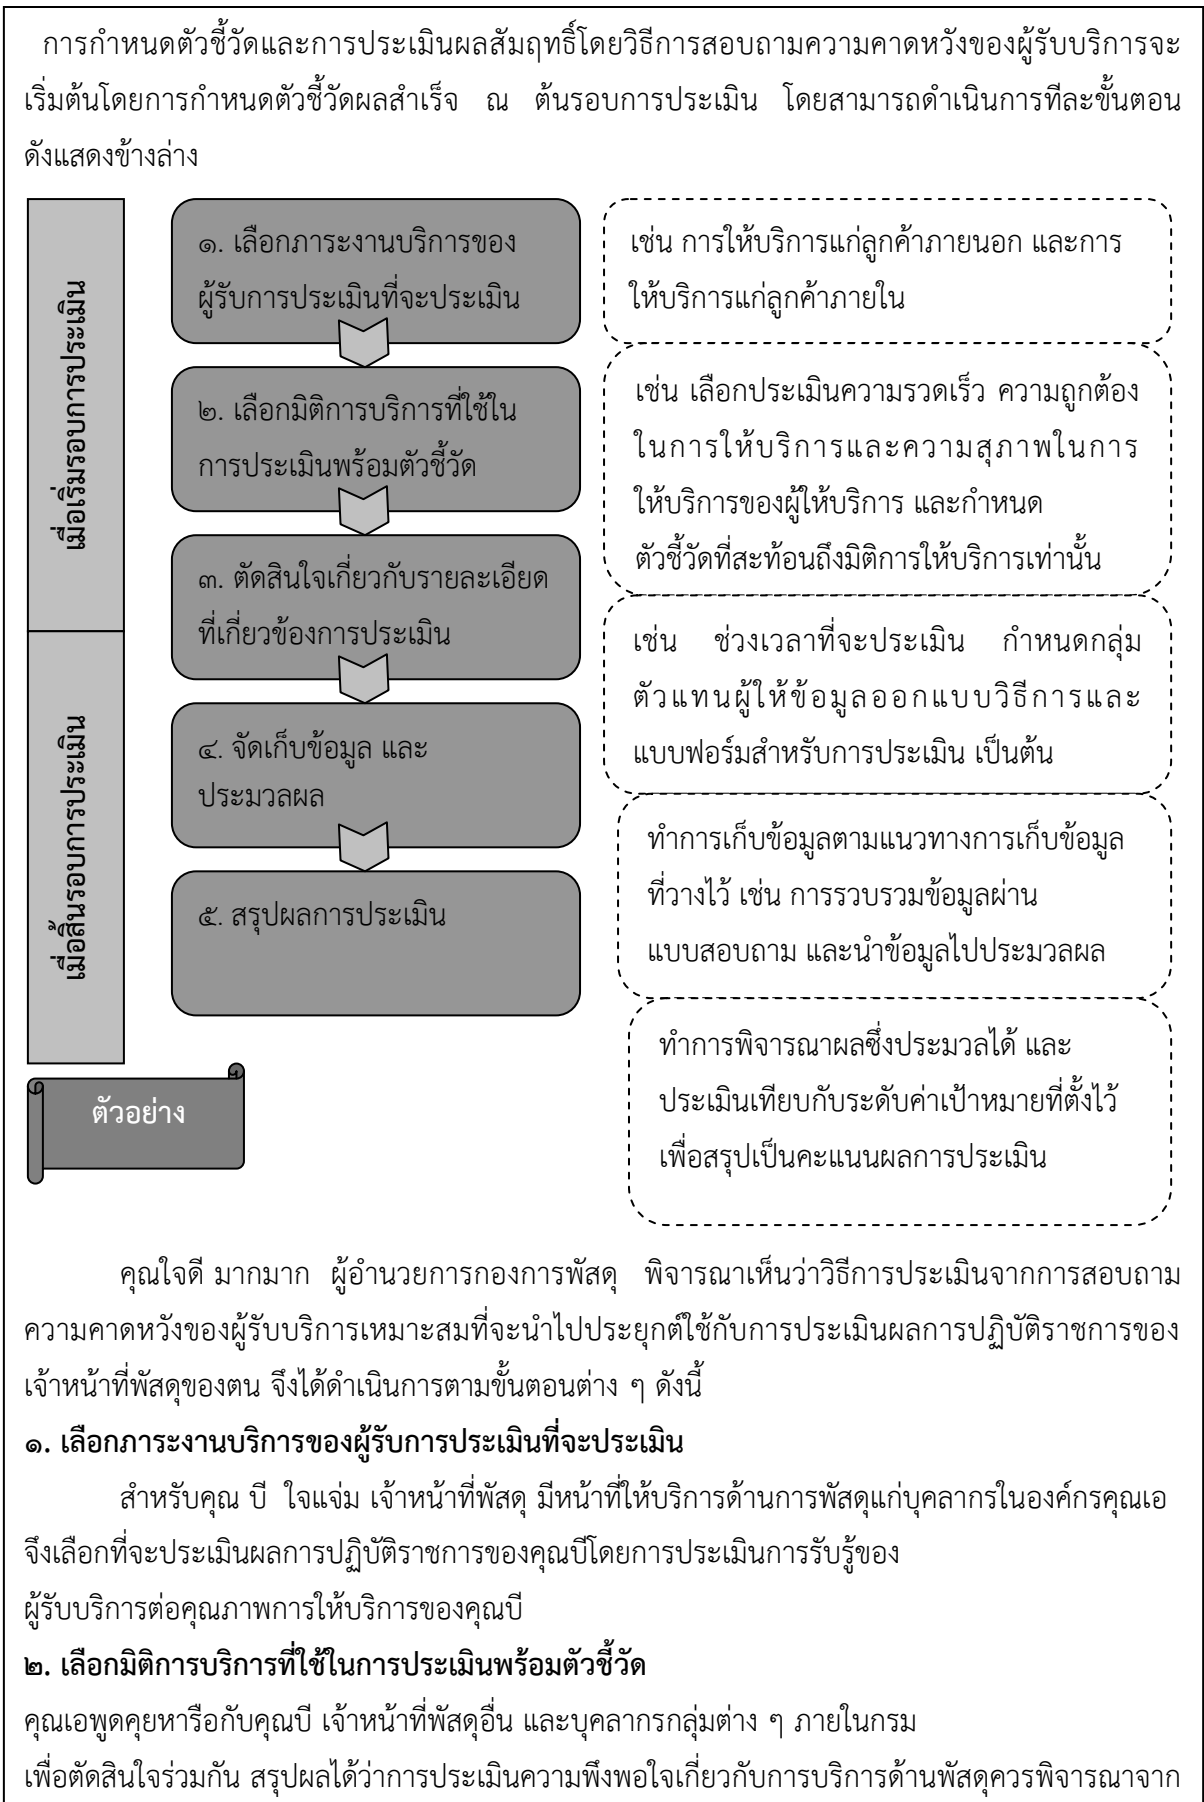 การกำหนดตัวชี้วัดและการประเมินผลสัมฤทธิ์โดยวิธีการสอบถามความคาดหวังของผู้รับบริการจะ
เริ่มต้นโดยการกำหนดตัวชี้วัดผลสำเร็จ ณ ต้นรอบการประเมิน โดยสามารถดำเนินการทีละขั้นตอน
ดังแสดงข้างล่าง
เมื่อเริ่มรอบการประเมิน
เมื่อสิ้นรอบการประเมิน
๑. เลือกภาระงานบริการของ
ผู้รับการประเมินที่จะประเมิน
เช่น การให้บริการแก่ลูกค้าภายนอก และการ
ให้บริการแก่ลูกค้าภายใน
๒. เลือกมิติการบริการที่ใช้ใน
การประเมินพร้อมตัวชี้วัด
เช่น เลือกประเมินความรวดเร็ว ความถูกต้อง
ในการให้บริการและความสุภาพในการ
ให้บริการของผู้ให้บริการ และกำหนด
ตัวชี้วัดที่สะท้อนถึงมิติการให้บริการเท่านั้น
๓. ตัดสินใจเกี่ยวกับรายละเอียด
ที่เกี่ยวข้องการประเมิน
เช่น ช่วงเวลาที่จะประเมิน กำหนดกลุ่ม
ตัวแทนผู้ให้ข้อมูลออกแบบวิธีการและ
แบบฟอร์มสำหรับการประเมิน เป็นต้น
๔. จัดเก็บข้อมูล และ
ประมวลผล
ทำการเก็บข้อมูลตามแนวทางการเก็บข้อมูล
ที่วางไว้ เช่น การรวบรวมข้อมูลผ่าน
แบบสอบถาม และนำข้อมูลไปประมวลผล
๕. สรุปผลการประเมิน
ทำการพิจารณาผลซึ่งประมวลได้ และ
ประเมินเทียบกับระดับค่าเป้าหมายที่ตั้งไว้
เพื่อสรุปเป็นคะแนนผลการประเมิน
ตัวอย่าง
คุณใจดี มากมาก ผู้อำนวยการกองการพัสดุ พิจารณาเห็นว่าวิธีการประเมินจากการสอบถาม
ความคาดหวังของผู้รับบริการเหมาะสมที่จะนำไปประยุกต์ใช้กับการประเมินผลการปฏิบัติราชการของ
เจ้าหน้าที่พัสดุของตน จึงได้ดำเนินการตามขั้นตอนต่าง ๆ ดังนี้
๑. เลือกภาระงานบริการของผู้รับการประเมินที่จะประเมิน
สำหรับคุณ บี ใจแจ่ม เจ้าหน้าที่พัสดุ มีหน้าที่ให้บริการด้านการพัสดุแก่บุคลากรในองค์กรคุณเอ
จึงเลือกที่จะประเมินผลการปฏิบัติราชการของคุณบีโดยการประเมินการรับรู้ของ
ผู้รับบริการต่อคุณภาพการให้บริการของคุณบี
๒. เลือกมิติการบริการที่ใช้ในการประเมินพร้อมตัวชี้วัด
คุณเอพูดคุยหารือกับคุณบี เจ้าหน้าที่พัสดุอื่น และบุคลากรกลุ่มต่าง ๆ ภายในกรม
เพื่อตัดสินใจร่วมกัน สรุปผลได้ว่าการประเมินความพึงพอใจเกี่ยวกับการบริการด้านพัสดุควรพิจารณาจาก